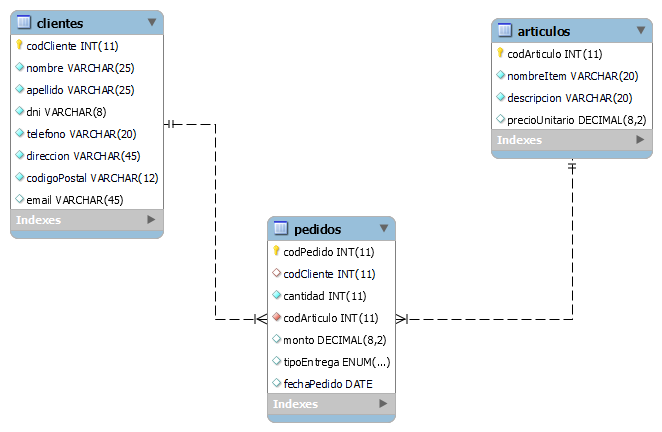 clientes
codCliente INT(11)
nombre VARCHAR(25)
apellido VARCHAR(25)
dni VARCHAR(8)
telefono VARCHAR(20)
direccion VARCHAR(45)
codigoPostal VARCHAR(12)
email VARCHAR(45)
Indexes
articulos
codArticulo INT(11)
nombreItem VARCHAR(20)
descripcion VARCHAR(20)
precioUnitario DECIMAL(8,2)
Indexes
pedidos
codPedido INT(11)
codCliente INT(11)
cantidad INT(11)
codArticulo INT(11)
monto DECIMAL(8,2)
tipoEntrega ENUM(...)
fechaPedido DATE
Indexes